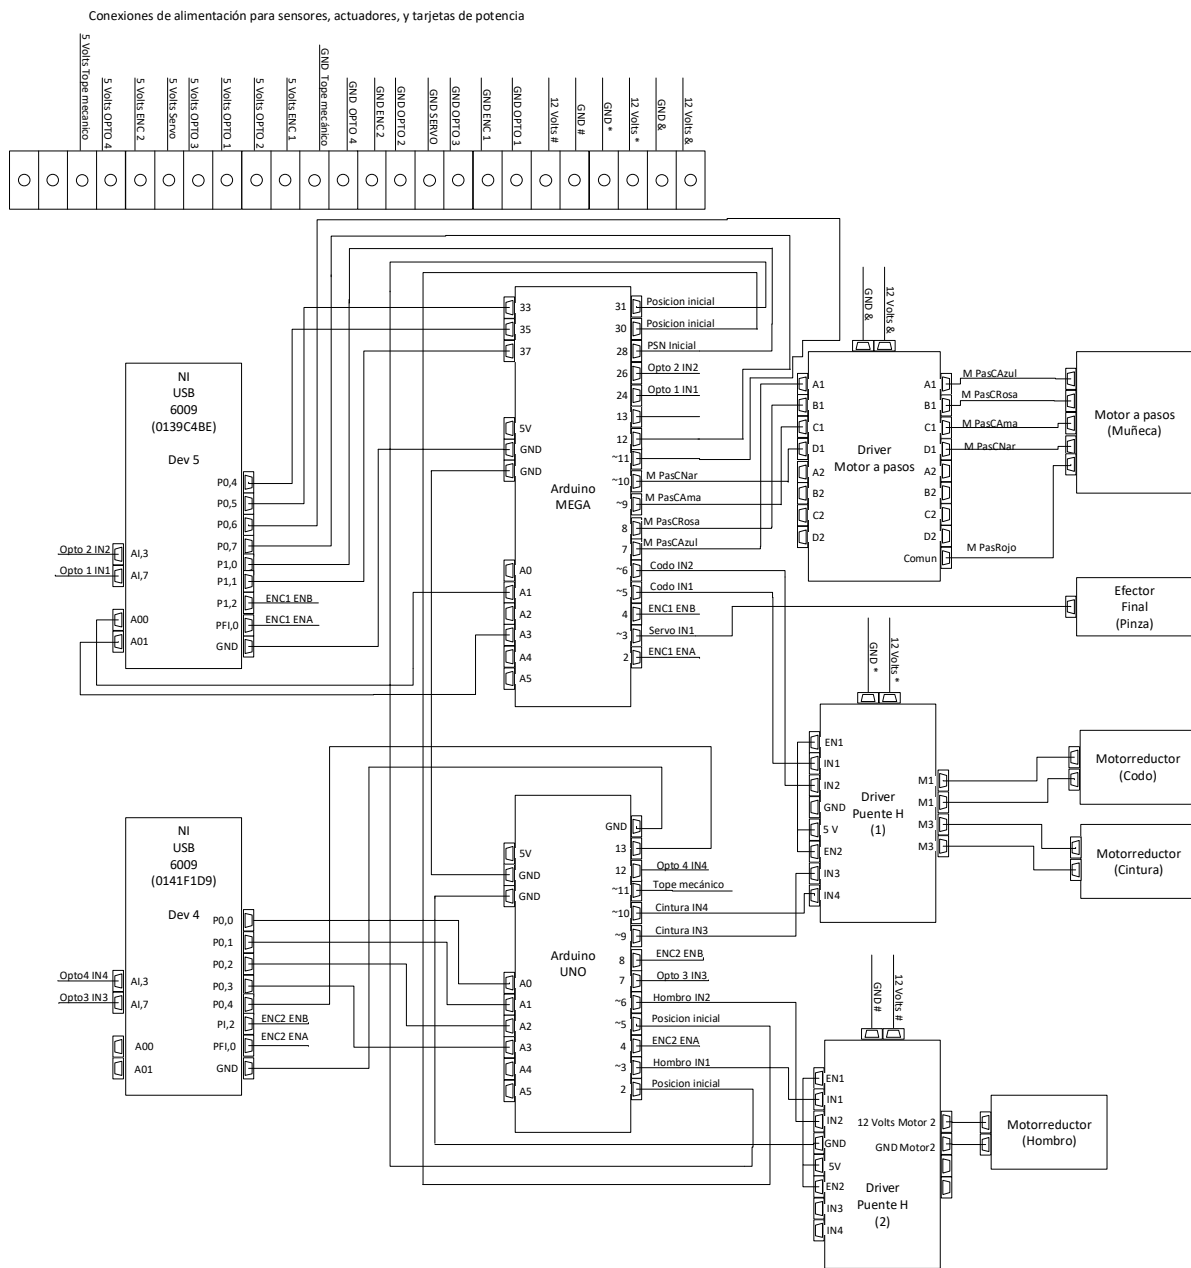 Conexiones de alimentación para sensores, actuadores, y tarjetas de potencia
5 Volts Tope mecanico
5 Volts OPTO 4
5 Volts ENC 2
5 Volts Servo
5 Volts OPTO 3
5 Volts OPTO 1
5 Volts OPTO 2
5 Volts ENC 1
GND Tope mecánico
GND OPTO 4
GND ENC 2
GND OPTO 2
GND SERVO
GND OPTO 3
GND ENC 1
GND OPTO 1
12 Volts #
GND #
GND *
12 Volts *
GND &
12 Volts &
NI
USB
6009
(0139C4BE)
Dev 5
P0,4
P0,5
P0,6
P0,7
P1,0
P1,1
P1,2
PFI,0
GND
Opto 2 IN2
AI,3
Opto 1 IN1
AI,7
A00
A01
ENC1 ENB
ENC1 ENA
33
35
37
5V
GND
GND
Arduino
MEGA
A0
A1
A2
A3
A4
A5
31
Posicion inicial
30
Posicion inicial
28
PSN Inicial
26
Opto 2 IN2
24
Opto 1 IN1
13
12
~11
~10
M PasCNar
~9
M PasCAma
8
M PasCRosa
7
M PasCAzul
~6
Codo IN2
~5
Codo IN1
4
ENC1 ENB
~3
Servo IN1
2
ENC1 ENA
GND &
12 Volts &
A1
B1
C1
D1
A2
B2
C2
D2
Driver
Motor a pasos
A1
B1
C1
D1
A2
B2
C2
D2
Comun
M PasCAzul
M PasCRosa
M PasCAma
M PasCNar
M PasRojo
Motor a pasos
(Muñeca)
Efector
Final
(Pinza)
GND *
12 Volts *
EN1
IN1
IN2
GND
5 V
EN2
IN3
IN4
Driver
Puente H
(1)
M1
M1
M3
M3
Motorreductor
(Codo)
Motorreductor
(Cintura)
NI
USB
6009
(0141F1D9)
Dev 4
P0,0
P0,1
P0,2
P0,3
P0,4
PI,2
PFI,0
GND
Opto4 IN4
AI,3
Opto3 IN3
AI,7
A00
A01
ENC2 ENB
ENC2 ENA
5V
GND
GND
Arduino
UNO
A0
A1
A2
A3
A4
A5
GND
13
12
Opto 4 IN4
~11
Tope mecánico
~10
Cintura IN4
~9
Cintura IN3
8
ENC2 ENB
7
Opto 3 IN3
~6
Hombro IN2
~5
Posicion inicial
4
ENC2 ENA
~3
Hombro IN1
2
Posicion inicial
GND #
12 Volts #
EN1
IN1
IN2
GND
5V
EN2
IN3
IN4
12 Volts Motor 2
GND Motor2
Driver
Puente H
(2)
Motorreductor
(Hombro)